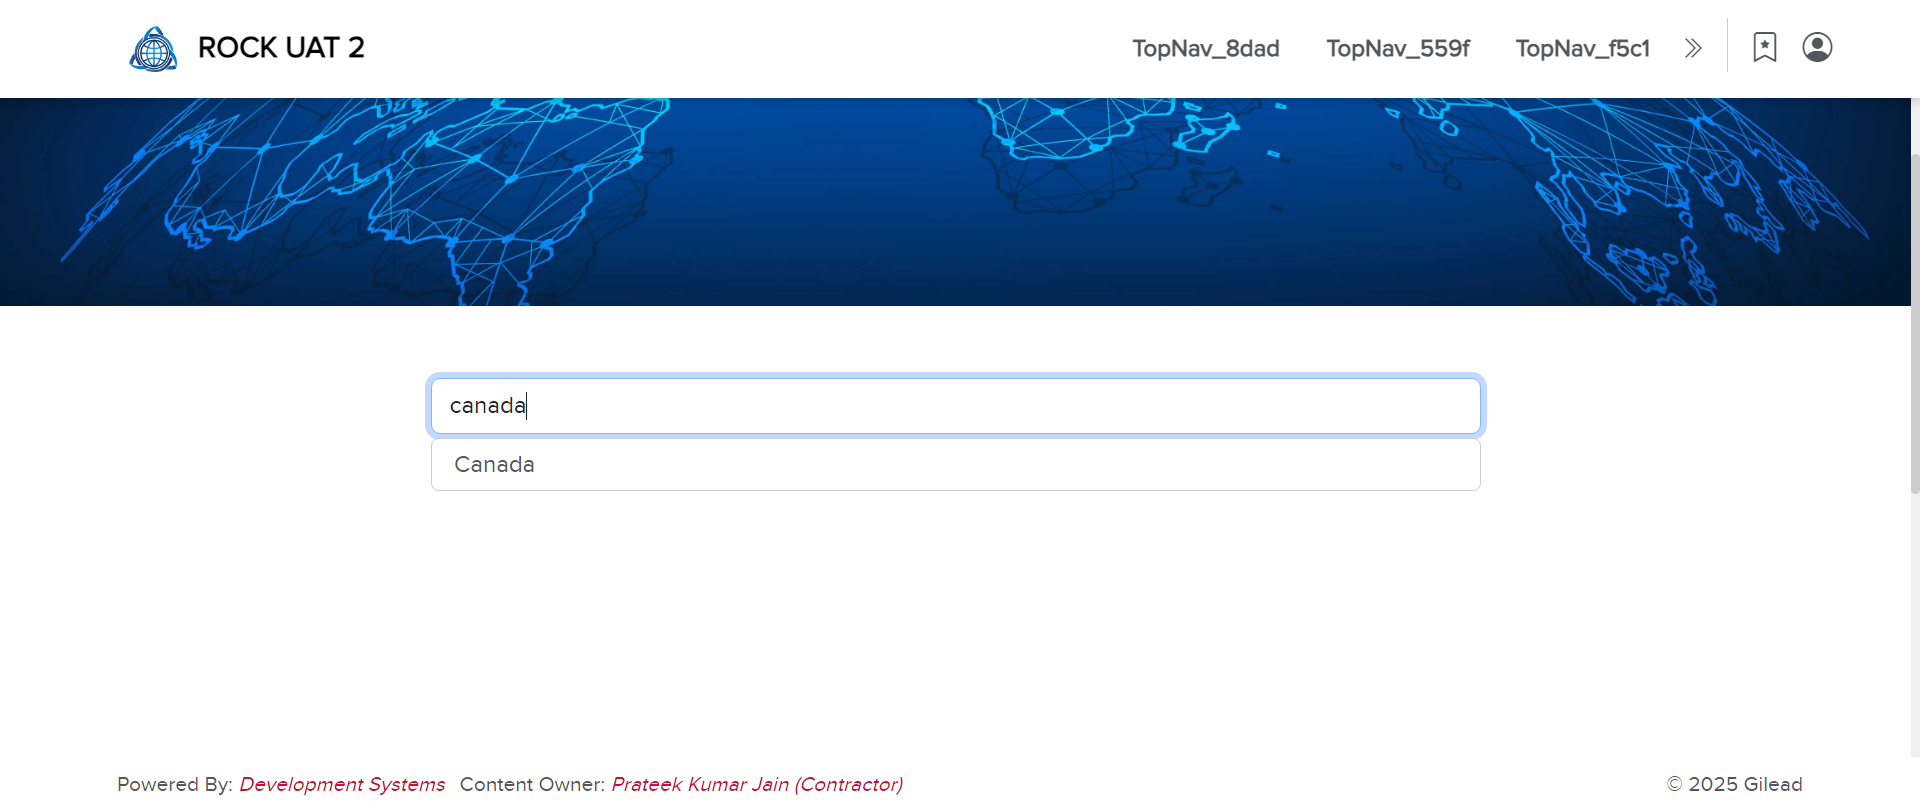 ROCK UAT 2
TopNav_8dad TopNav_559f TopNav_f5c1
canada
Canada
Powered By: Development Systems Content Owner: Prateek Kumar Jain (Contractor)
© 2025 Gilead